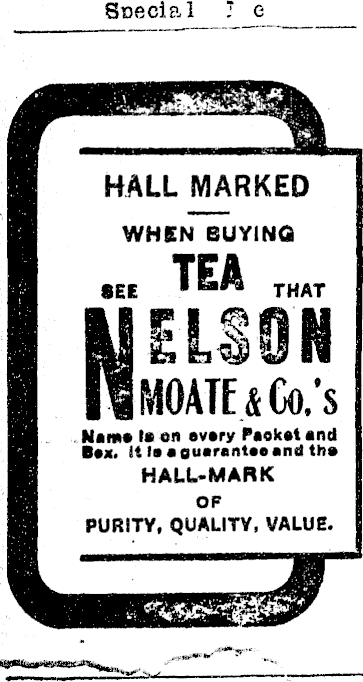 Special
HALL MARKED
WHEN BUYING
TEA
SEE THAT
NELSON
MOATE & Co,'s
Name is on every Packet and
Box. It is a guarantee and the
HALL-MARK
OF
PURITY, QUALITY, VALUE.